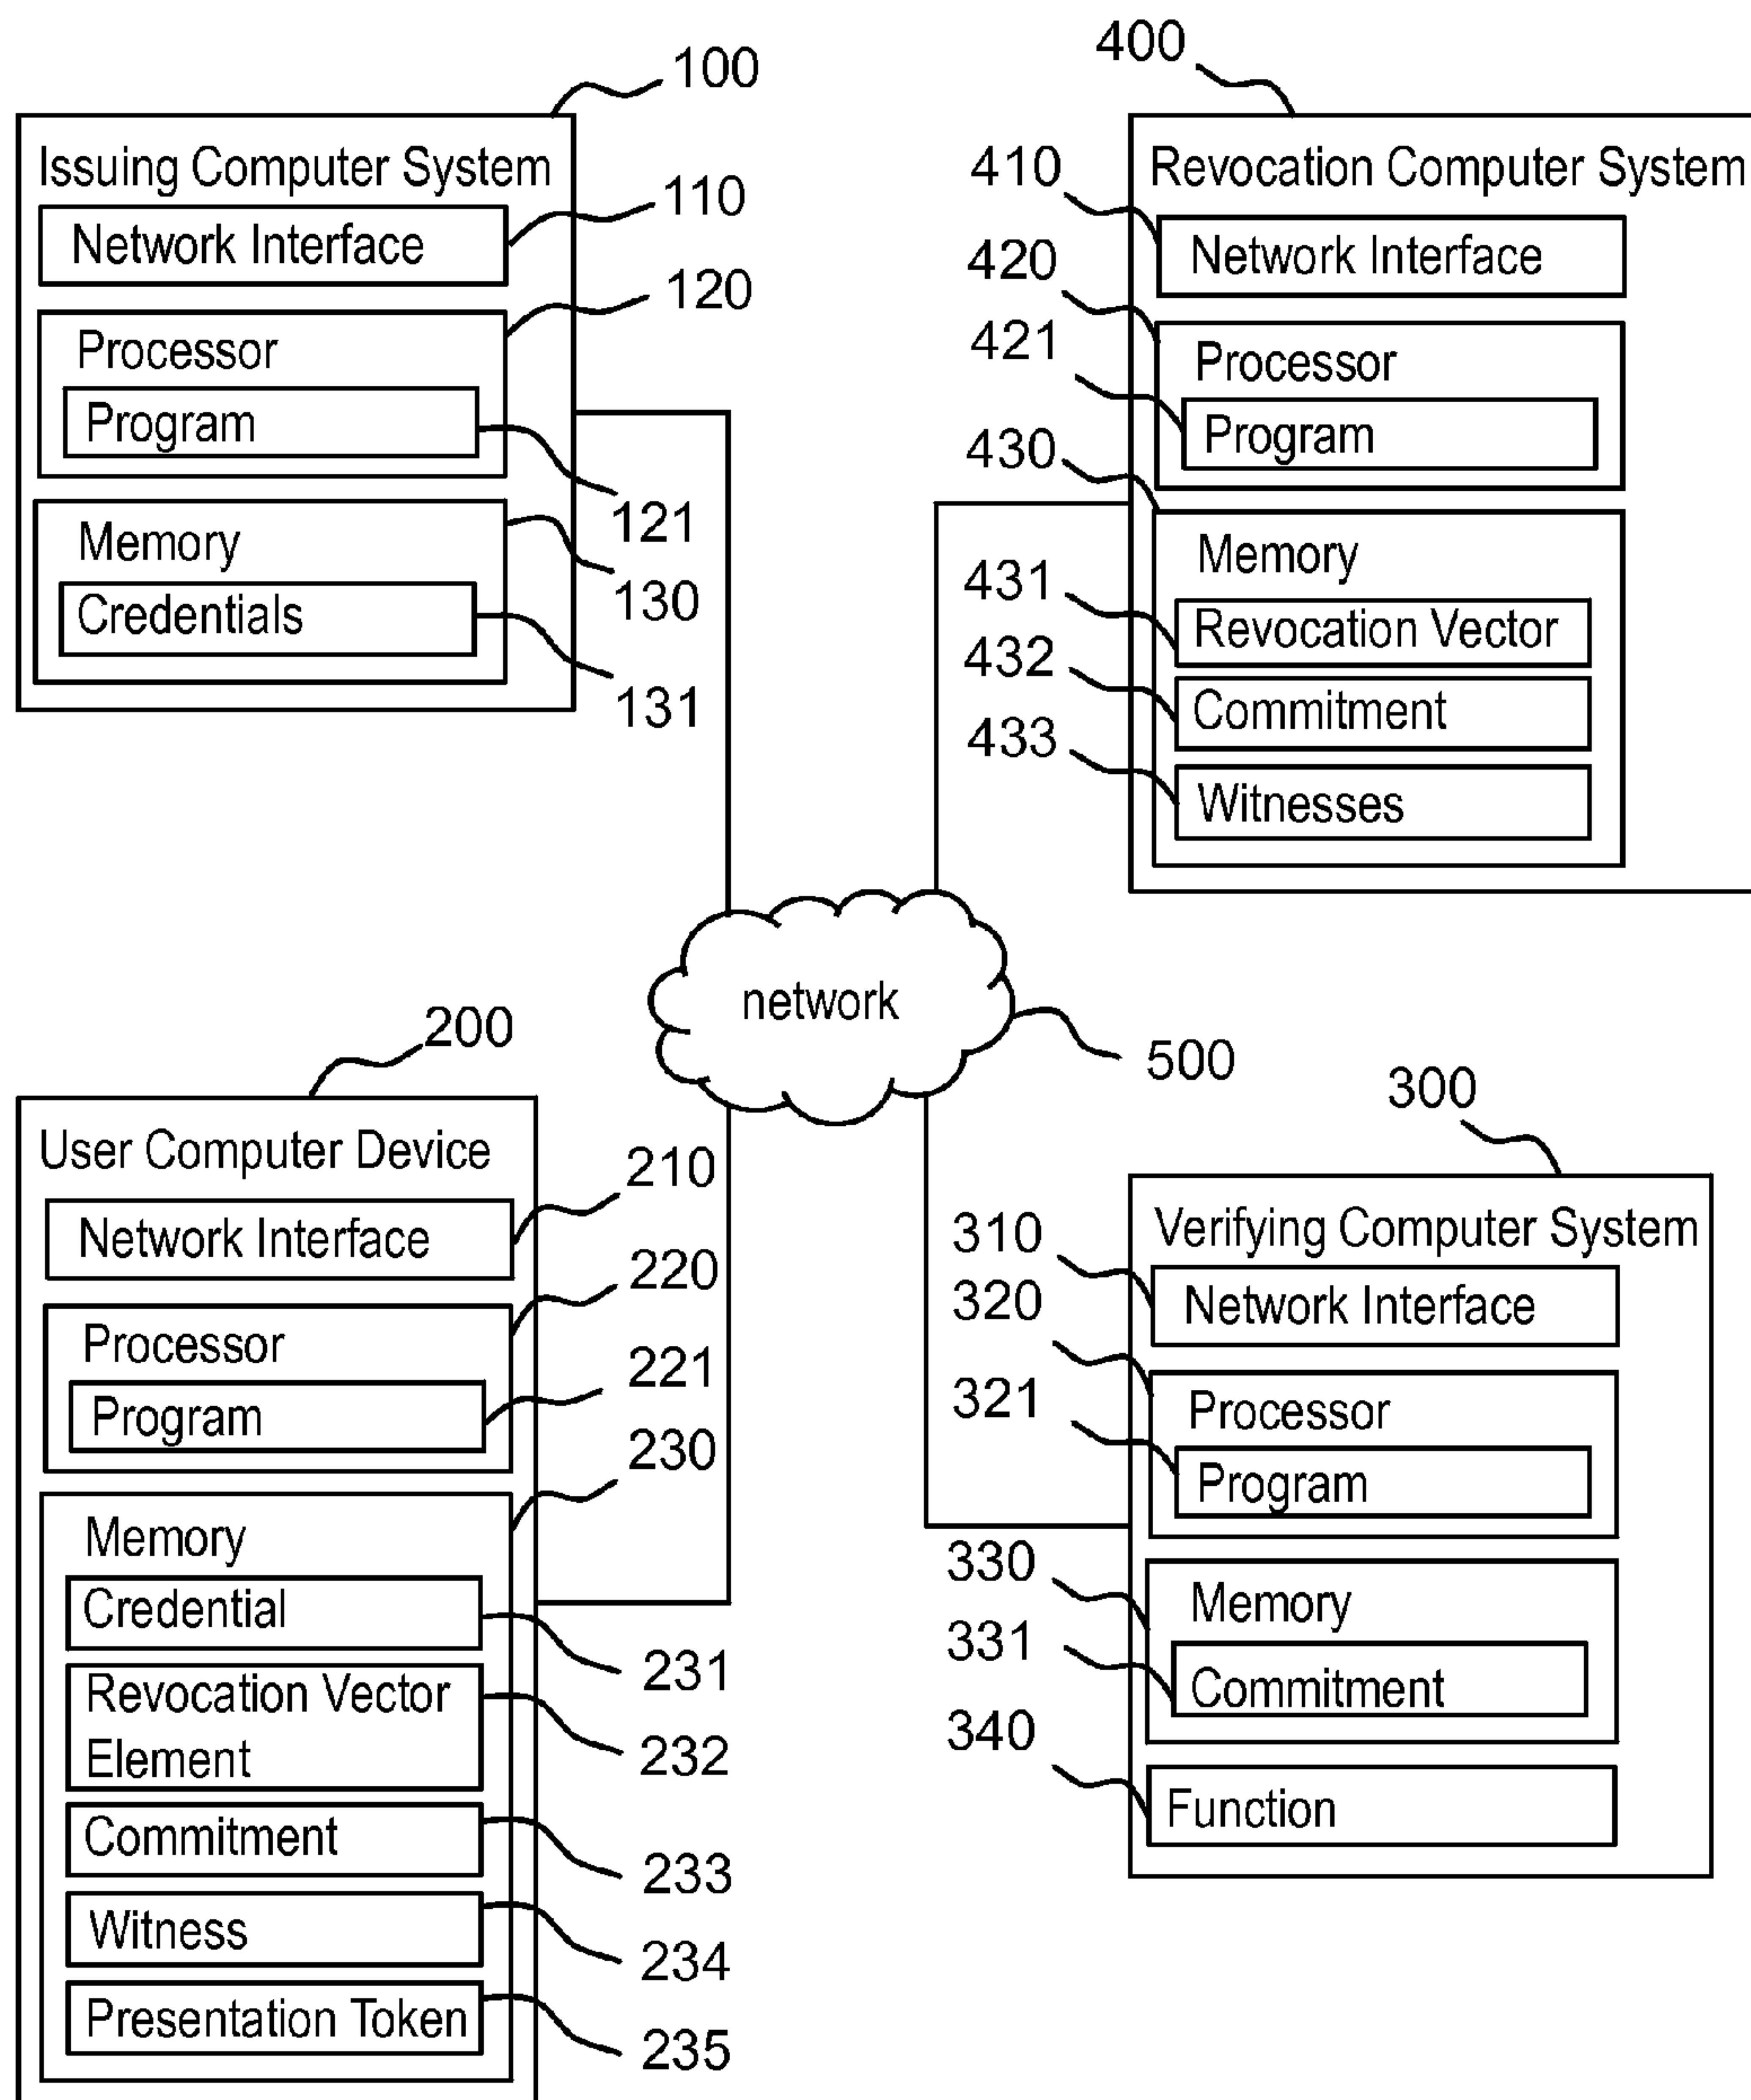 100
Issuing Computer System
110
Network Interface
120
Processor
Program
121
Memory
130
Credentials
131
400
Revocation Computer System
410
Network Interface
420
Processor
421
Program
430
Memory
431
Revocation Vector
432
Commitment
433
Witnesses
network
500
200
User Computer Device
210
Network Interface
220
Processor
221
Program
230
Memory
Credential
231
Revocation Vector
Element
232
Commitment
233
Witness
234
Presentation Token
235
300
Verifying Computer System
310
Network Interface
320
Processor
321
Program
330
Memory
331
Commitment
340
Function